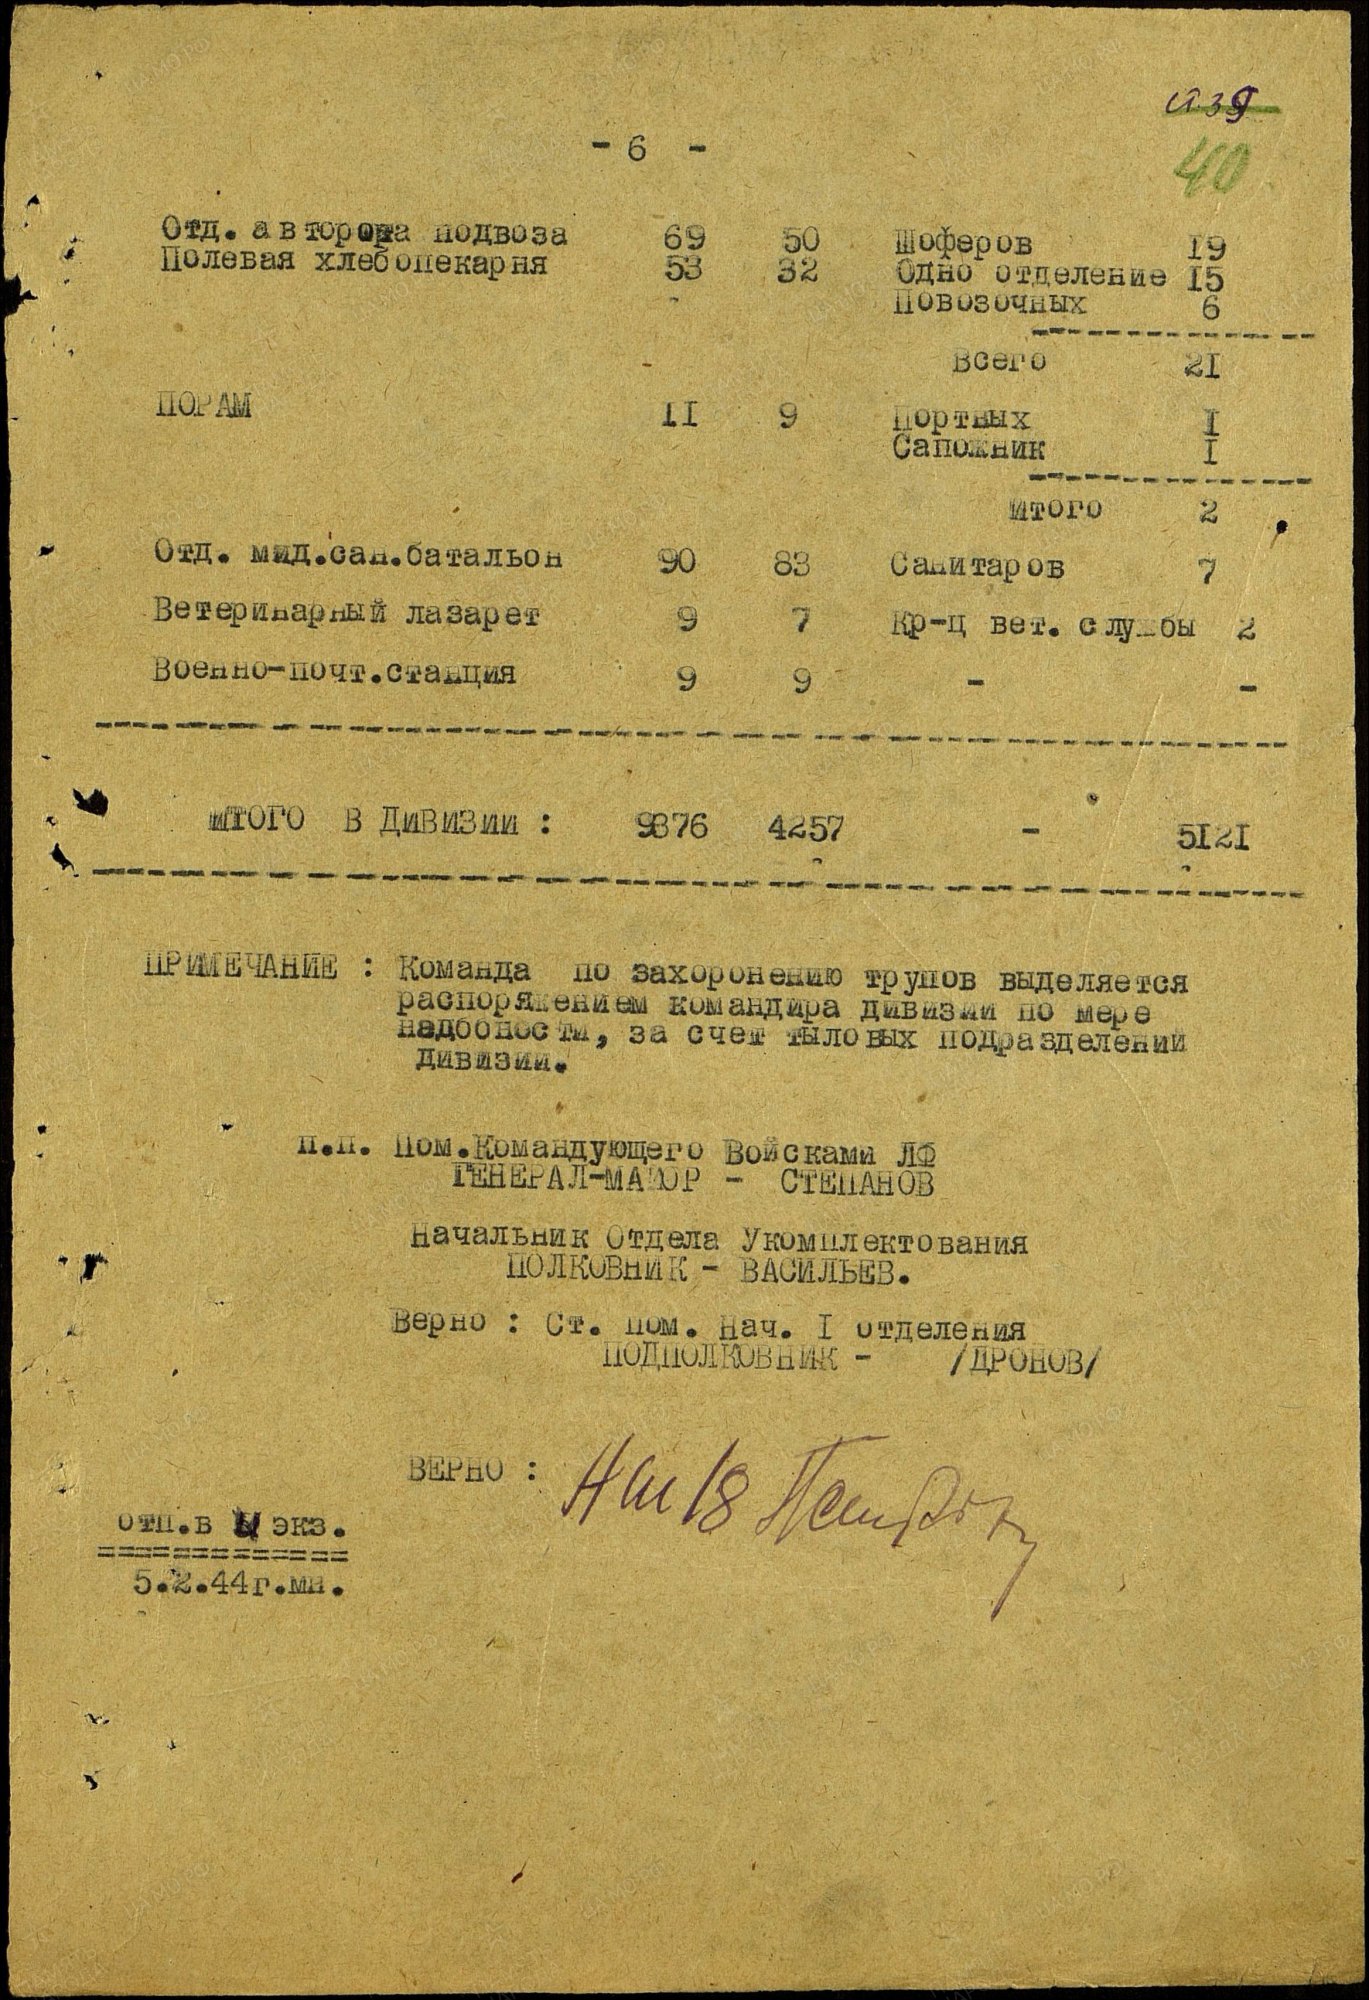 л 39
40
- 6 -
Отд. авторота подвоза 69 50 Шоферов 19
Полевая хлебопекарня 53 32 Одно отделение 15
Повозочных 6
Всего 21
ПОРАМ 11 9 Портных 1
Сапожник 1
Итого 2
Отд. мид.сан.батальон 90 83 Санитаров 7
Ветеринарный лазарет 9 7 Кр-ц вет. службы 2
Военно-почт.станция 9 9 - -
ИТОГО В ДИВИЗИИ : 9376 4257 - 5121
ПРИМЕЧАНИЕ : Команда по захоронению трупов выделяется
распоряжением командира дивизии по мере
надобности, за счет тыловых подразделений
дивизии.
п.п. Пом.Командующего Войсками ЛФ
ГЕНЕРАЛ-МАЙОР - СТЕПАНОВ
Начальник Отдела Укомплектования
ПОЛКОВНИК - ВАСИЛЬЕВ.
Верно : Ст. Пом. Нач. I отделения
ПОДПОЛКОВНИК - /ДРОНОВ/
ВЕРНО :
отп.в экз.
5.2.44г.мн.